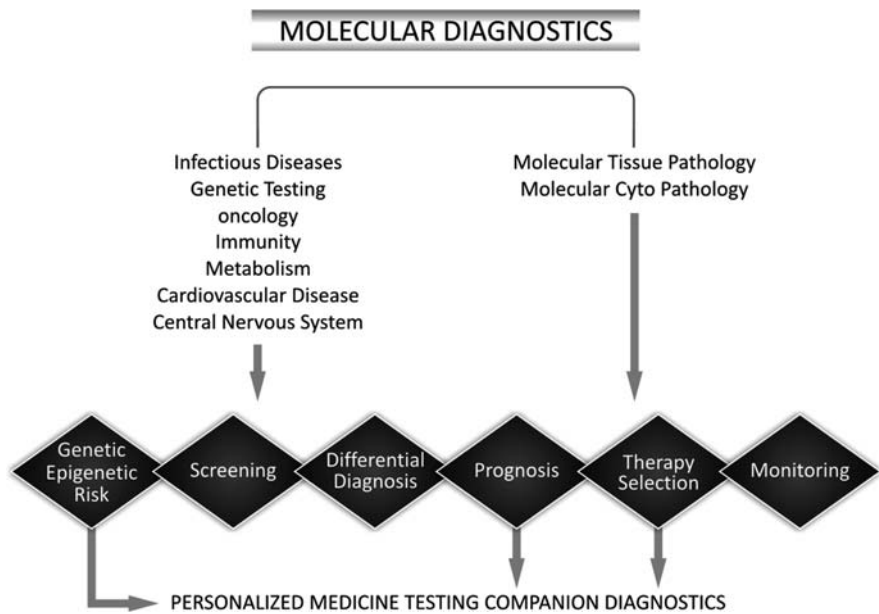 MOLECULAR DIAGNOSTICS
Infectious Diseases
Genetic Testing
oncology
Immunity
Metabolism
Cardiovascular Disease
Central Nervous System
Molecular Tissue Pathology
Molecular Cyto Pathology
Genetic
Epigenetic
Risk
Screening
Differential
Diagnosis
Prognosis
Therapy
Selection
Monitoring
PERSONALIZED MEDICINE TESTING COMPANION DIAGNOSTICS